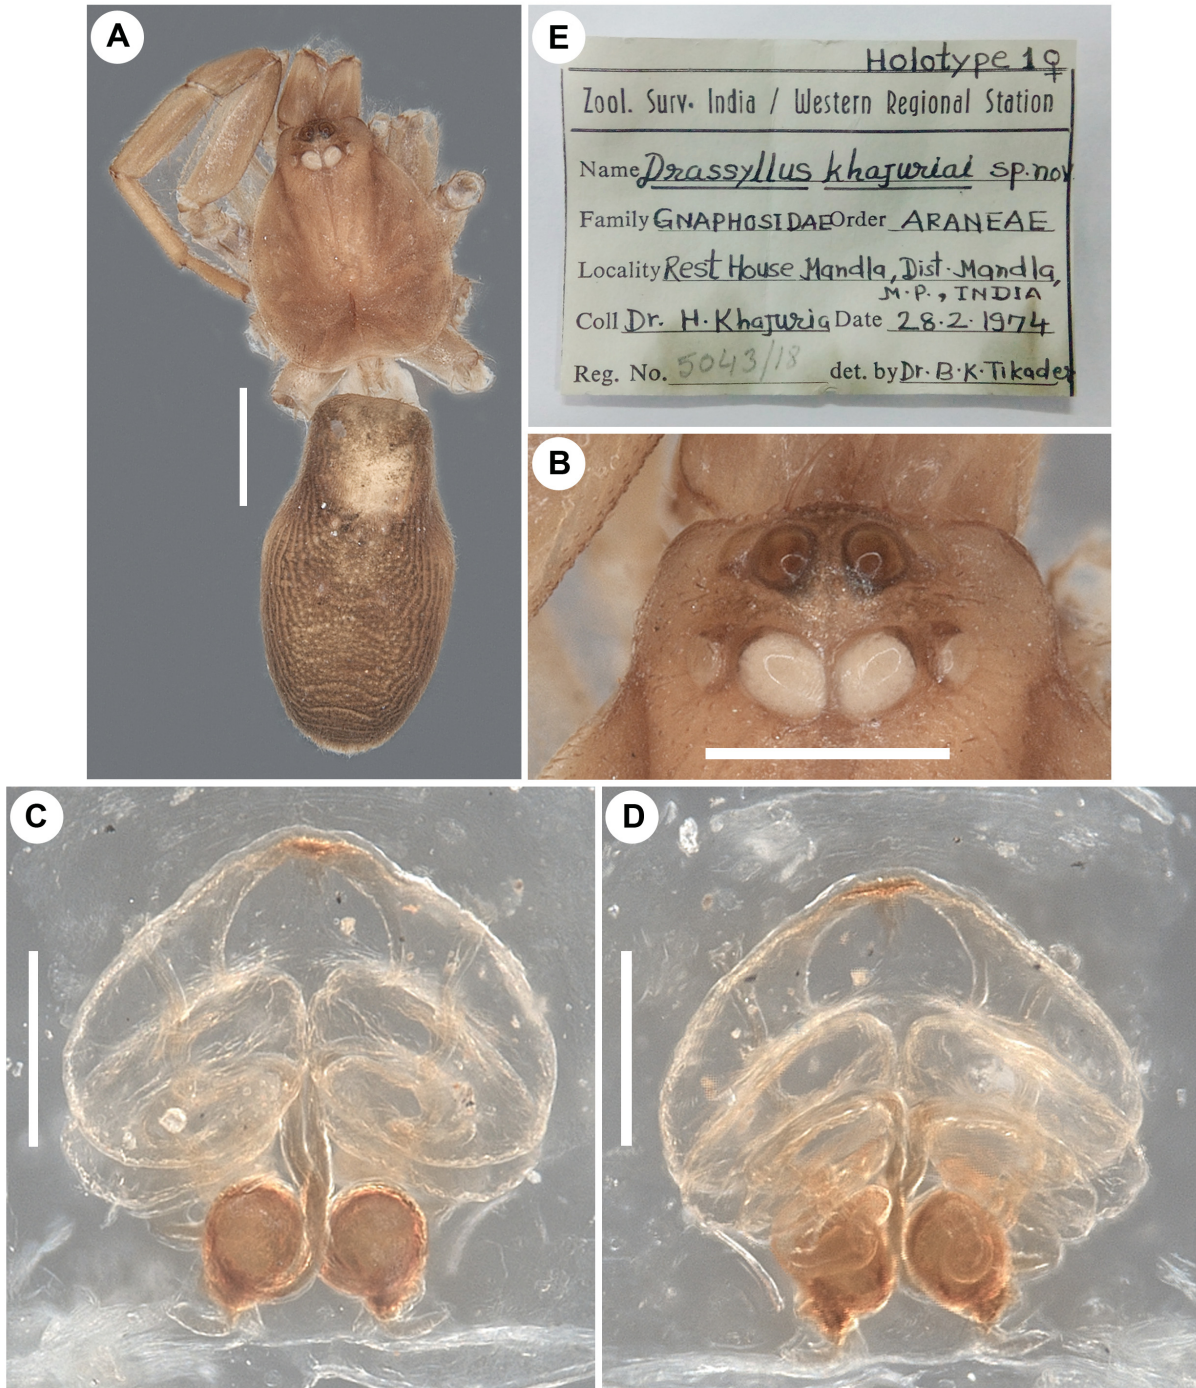 A
E
Holotype 1♀
Zool. Surv. India / Western Regional Station
Name Drassyllus khajuriai sp.nov
Family GNAPHOSIDAE Order ARANEAE
Locality Rest House Mandla, Dist. Mandla,
M.P., INDIA
Coll Dr. H. Khajuria Date 28.2.1974
Reg. No. 5043/18 det. by Dr. B.K. Tikader
B
C
D